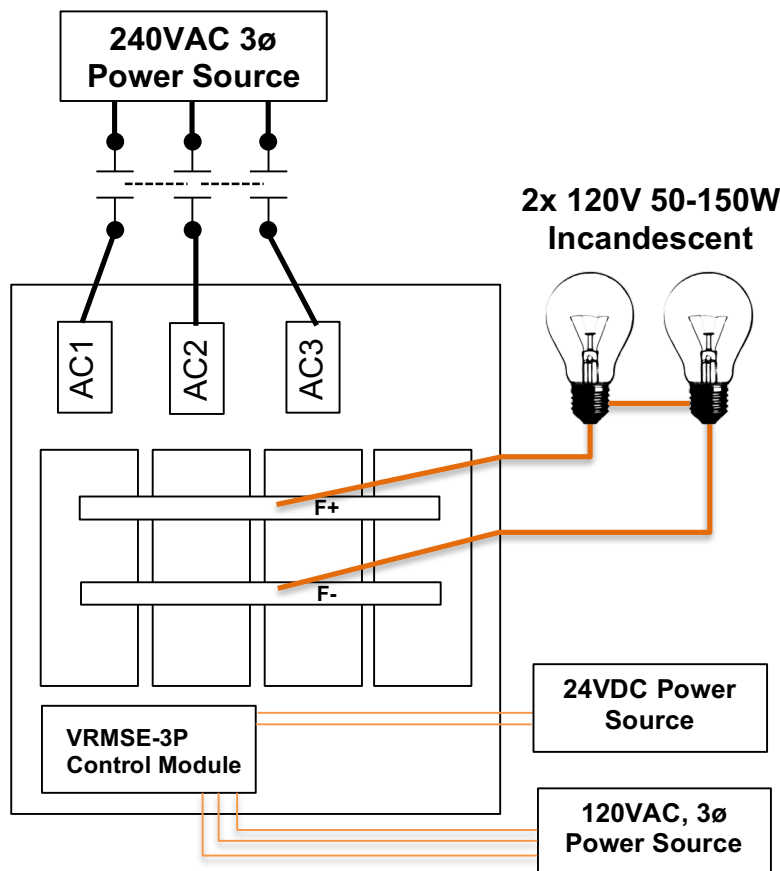 240VAC 3ø
Power Source
2x 120V 50-150W
Incandescent
AC1
AC2
AC3
F+
F-
VRMSE-3P
Control Module
24VDC Power
Source
120VAC, 3ø
Power Source